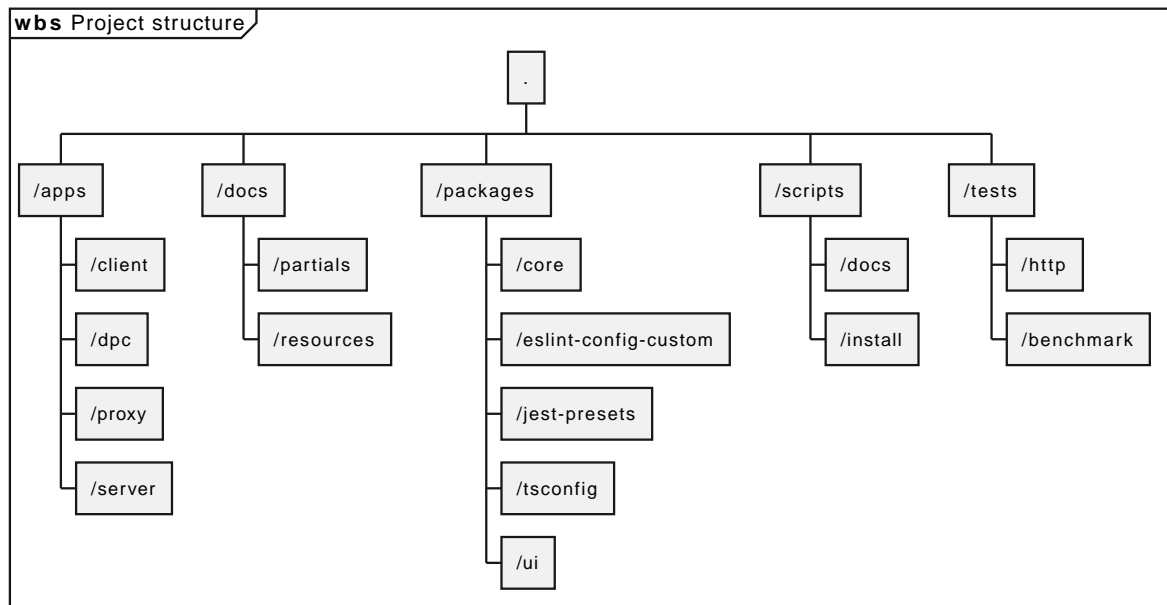 wbs Project structure
.
/apps
/docs
/packages
/scripts
/tests
/client
/partials
/core
/docs
/http
/dpc
/resources
/eslint-config-custom
/install
/benchmark
/proxy
/jest-presets
/server
/tsconfig
/ui